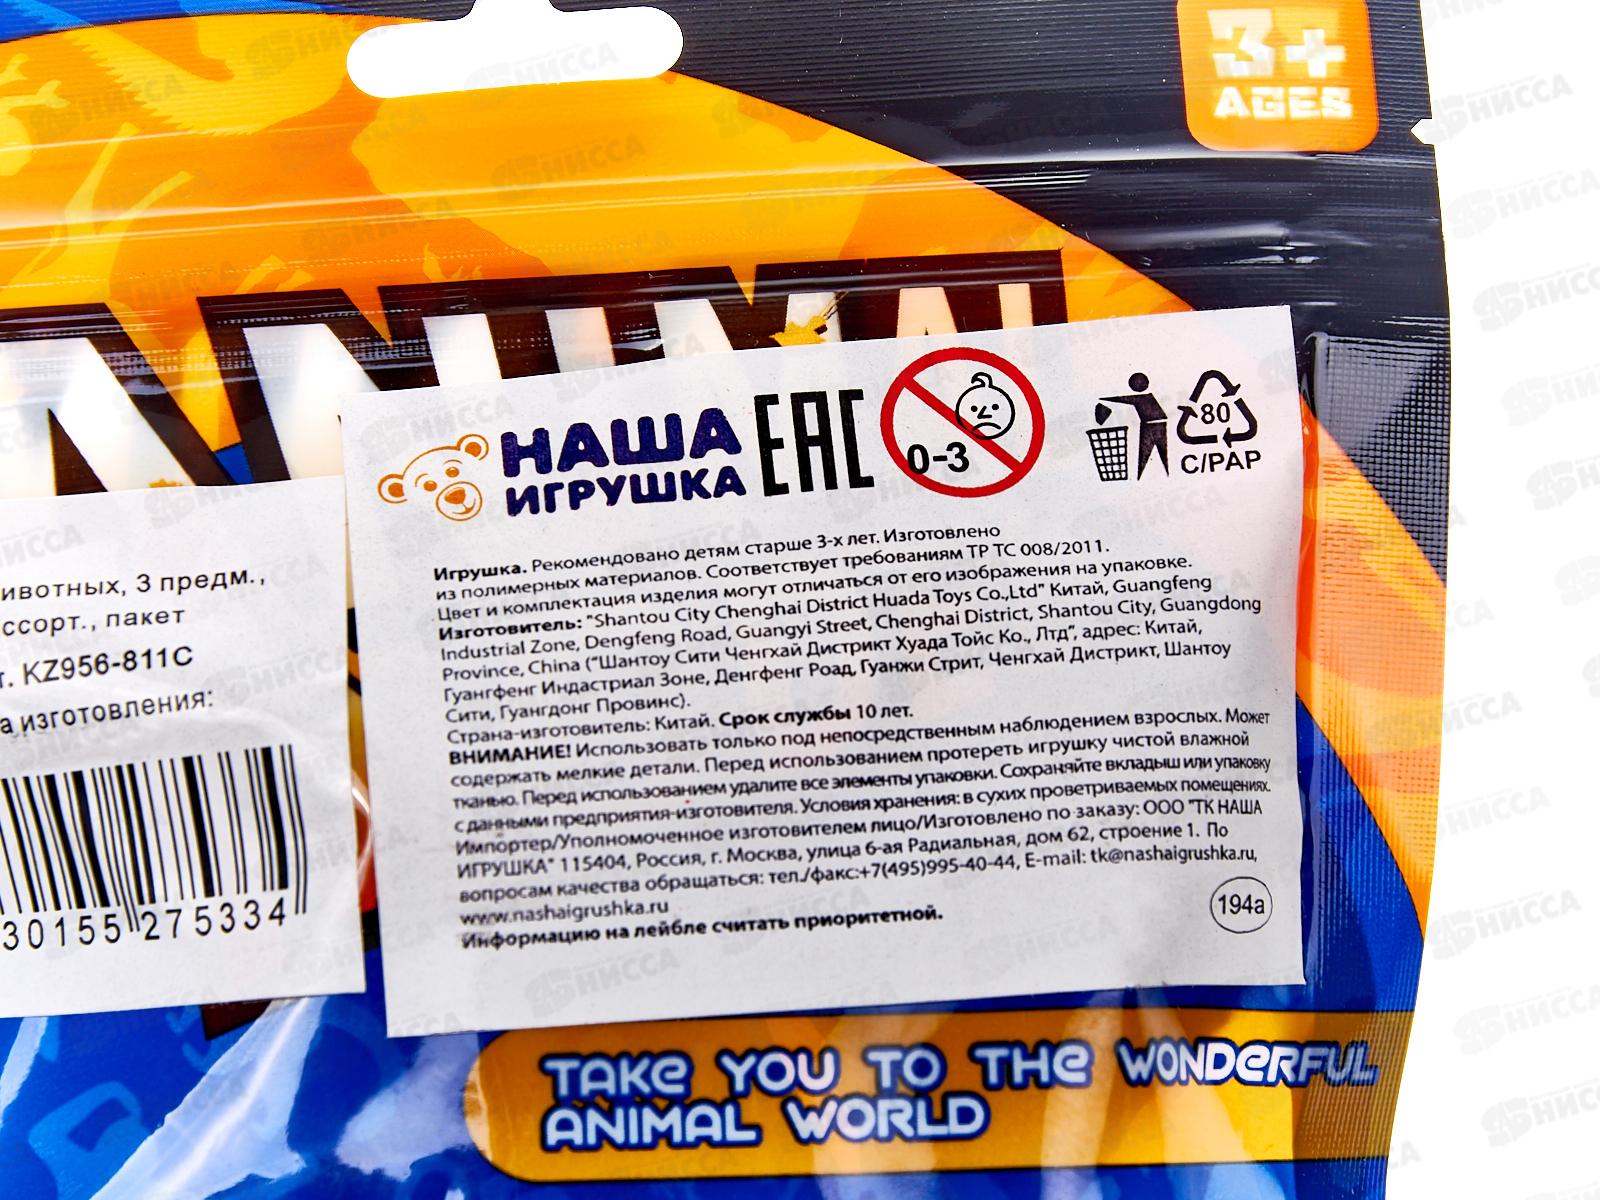 3+
AGES
ANIMAL
НАША
ИГРУШКА
EAC
0-3
80
C/PAP
ивотных, 3 предм.,
ссорт., пакет
т. KZ956-811C
а изготовления:
30155 275334
Игрушка. Рекомендовано детям старше 3-х лет. Изготовлено
из полимерных материалов. Соответствует требованиям ТР ТС 008/2011.
Цвет и комплектация изделия могут отличаться от его изображения на упаковке.
Изготовитель: "Shantou City Chenghai District Huada Toys Co.,Ltd" Китай, Guangfeng
Industrial Zone, Dengfeng Road, Guangyi Street, Chenghai District, Shantou City, Guangdong
Province, China ("Шантоу Сити Ченгхай Дистрикт Хуада Тойс Ко., Лтд", адрес: Китай,
Гуангфенг Индастриал Зоне, Денгфенг Роад, Гуанжи Стрит, Ченгхай Дистрикт, Шантоу
Сити, Гуангдонг Провинс).
Страна-изготовитель: Китай. Срок службы 10 лет.
ВНИМАНИЕ! Использовать только под непосредственным наблюдением взрослых. Может
содержать мелкие детали. Перед использованием протереть игрушку чистой влажной
тканью. Перед использованием удалите все элементы упаковки. Сохраняйте вкладыш или упаковку
с данными предприятия-изготовителя. Условия хранения: в сухих проветриваемых помещениях.
Импортер/Уполномоченное изготовителем лицо/Изготовлено по заказу: ООО "ТК НАША
ИГРУШКА" 115404, Россия, г. Москва, улица 6-ая Радиальная, дом 62, строение 1. По
вопросам качества обращаться: тел./факс:+7(495)995-40-44, E-mail: tk@nashaigrushka.ru,
www.nashaigrushka.ru
Информацию на лейбле считать приоритетной.
194а
TAKE YOU TO THE WONDERFUL
ANIMAL WORLD
НИССА